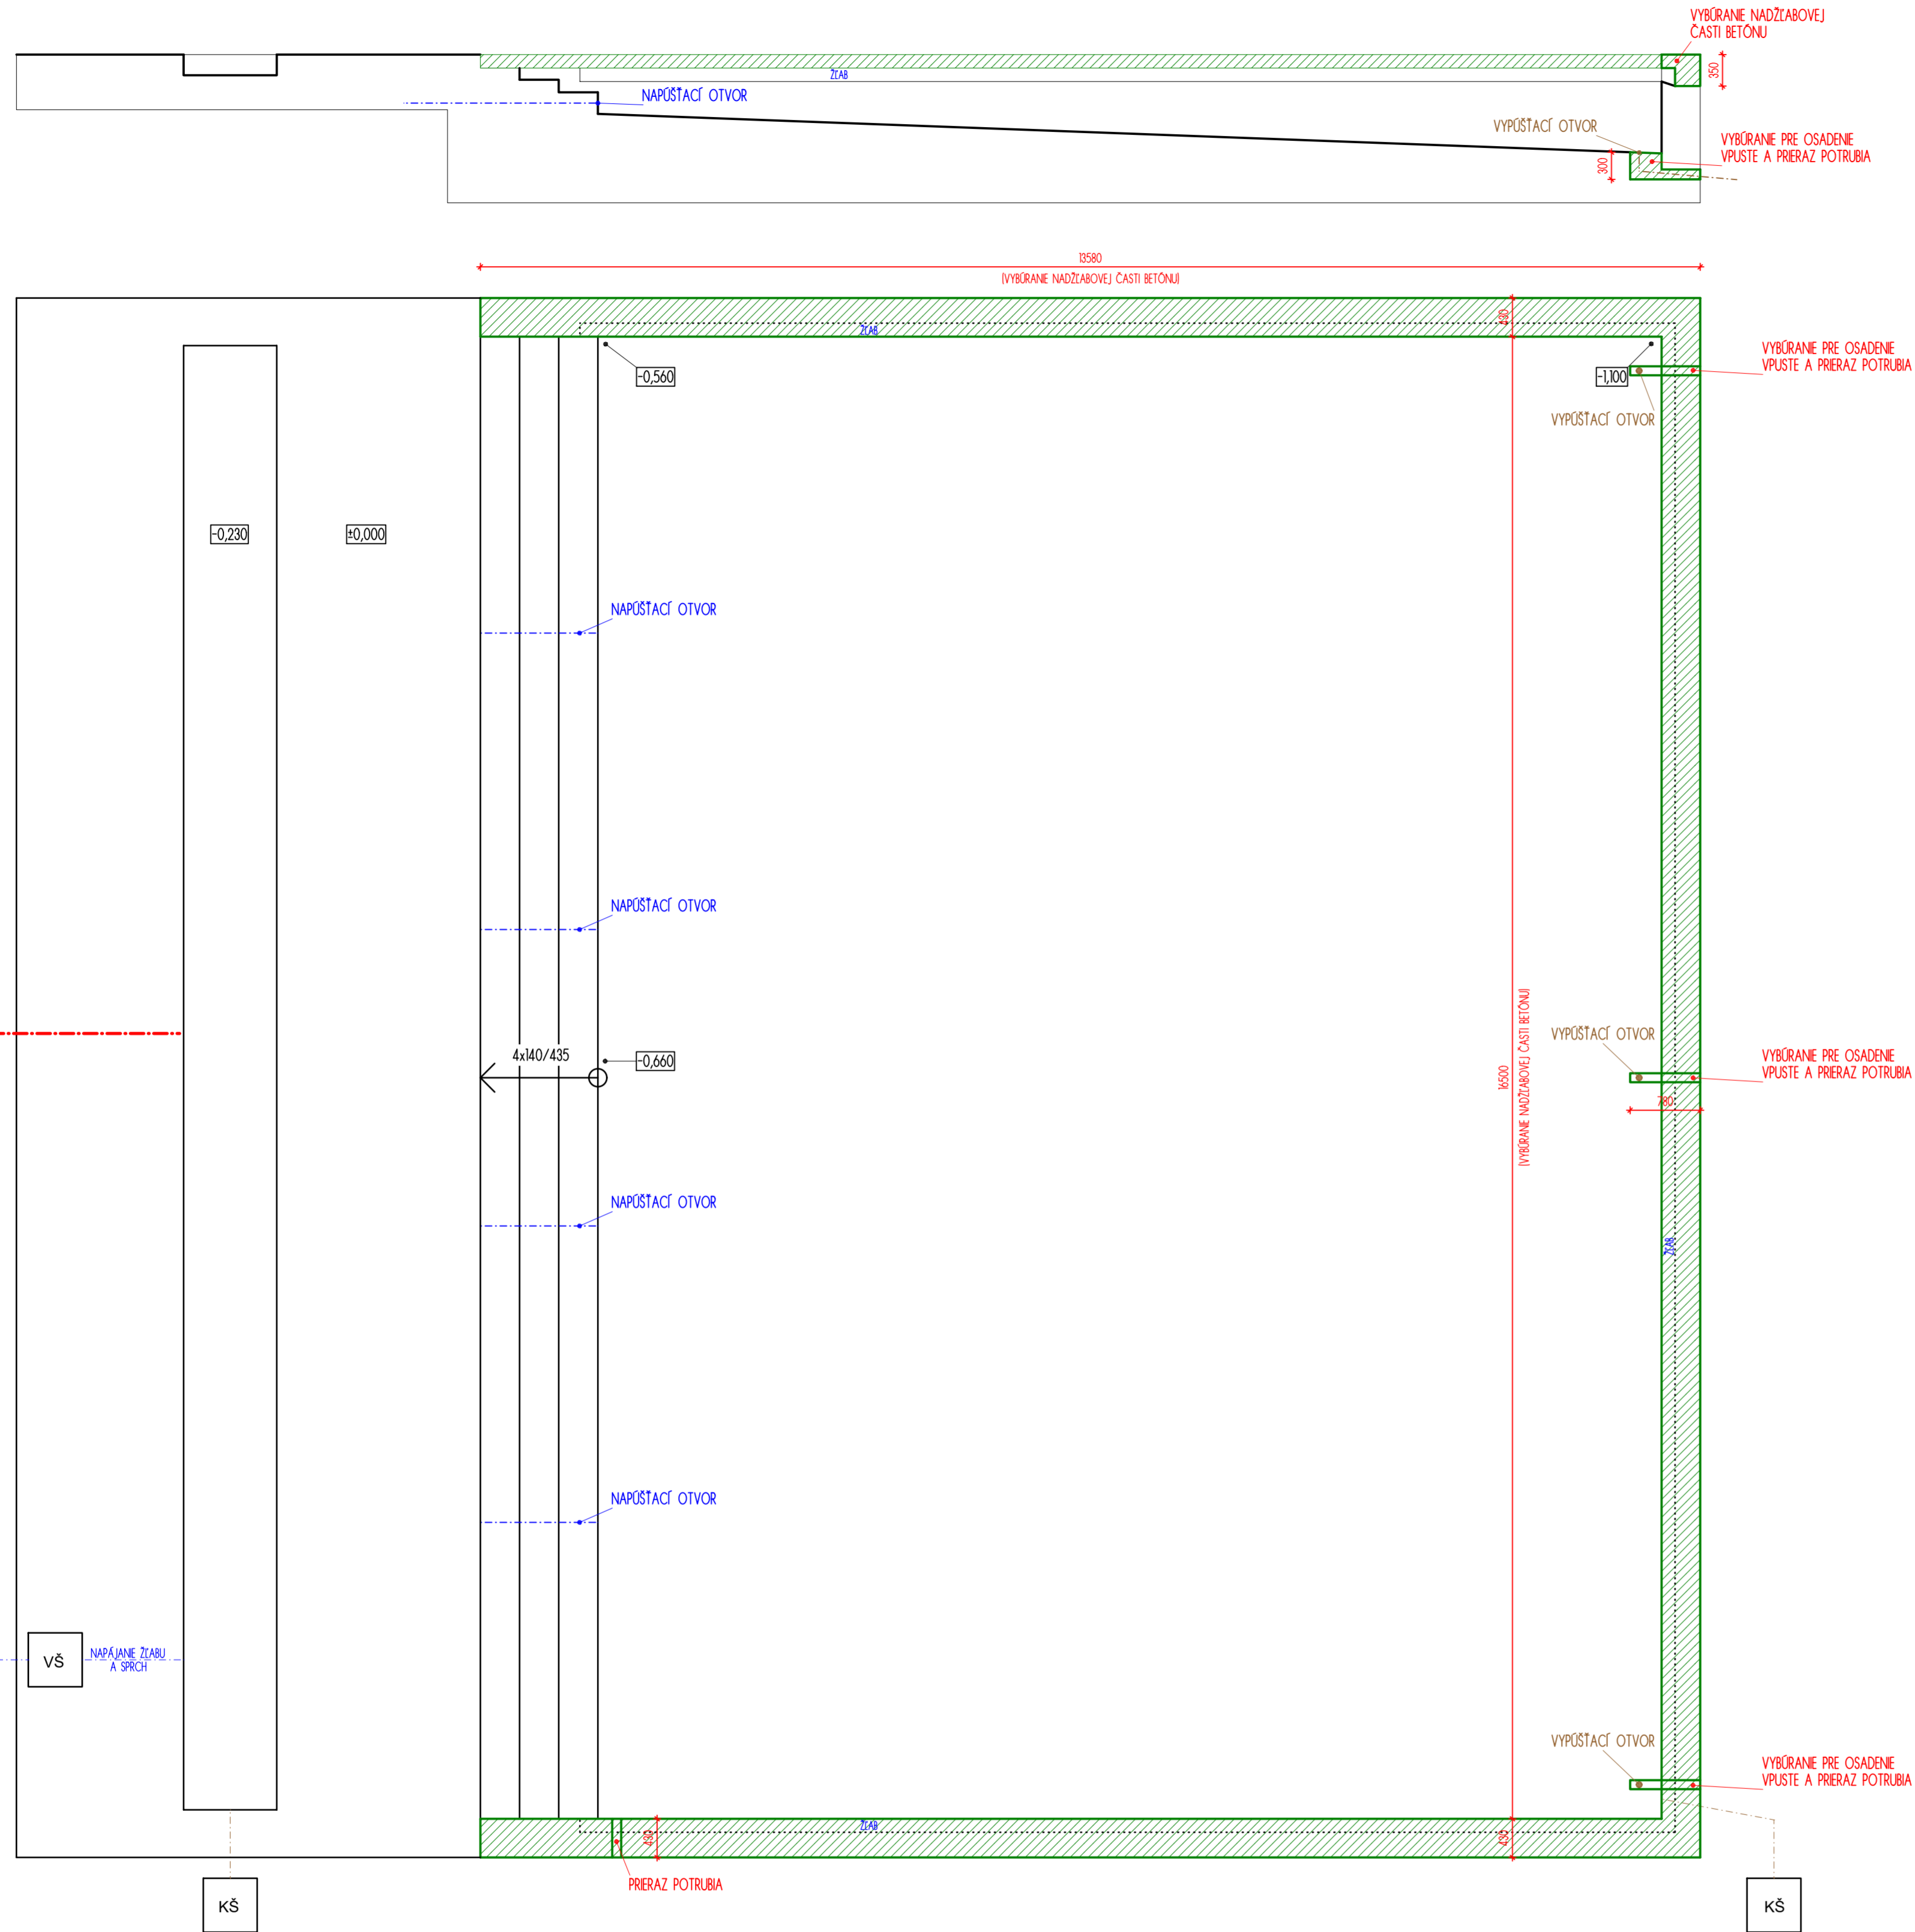 VYBÚRANIE NADŽĽABOVEJ
ČASTI BETÓNU
350
ŽĽAB
NAPÚŠŤACÍ OTVOR
VYPÚŠŤACÍ OTVOR
VYBÚRANIE PRE OSADENIE
VPUSTE A PRIERAZ POTRUBIA
300
13580
(VYBÚRANIE NADŽĽABOVEJ ČASTI BETÓNU)
430
ŽĽAB
-0,560
-1,100
VYBÚRANIE PRE OSADENIE
VPUSTE A PRIERAZ POTRUBIA
VYPÚŠŤACÍ OTVOR
-0,230
±0,000
NAPÚŠŤACÍ OTVOR
NAPÚŠŤACÍ OTVOR
4x140/435
-0,660
16500
(VYBÚRANIE NADŽĽABOVEJ ČASTI BETÓNU)
VYPÚŠŤACÍ OTVOR
VYBÚRANIE PRE OSADENIE
VPUSTE A PRIERAZ POTRUBIA
780
NAPÚŠŤACÍ OTVOR
ŽĽAB
NAPÚŠŤACÍ OTVOR
VŠ
NAPÁJANIE ŽĽABU
A SPRCH
VYPÚŠŤACÍ OTVOR
VYBÚRANIE PRE OSADENIE
VPUSTE A PRIERAZ POTRUBIA
430
ŽĽAB
430
PRIERAZ POTRUBIA
KŠ
KŠ